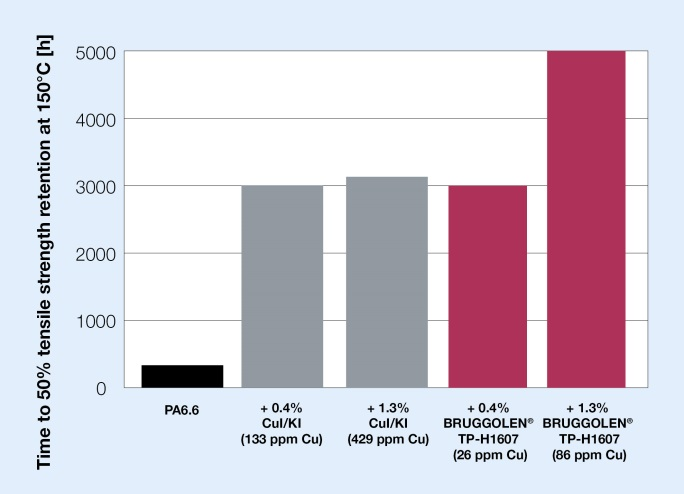 Time to 50% tensile strength retention at 150°C [h]
5000
4000
3000
2000
1000
0
PA6.6
+ 0.4%
CuI/KI
(133 ppm Cu)
+ 1.3%
CuI/KI
(429 ppm Cu)
+ 0.4%
BRUGGOLEN®
TP-H1607
(26 ppm Cu)
+ 1.3%
BRUGGOLEN®
TP-H1607
(86 ppm Cu)